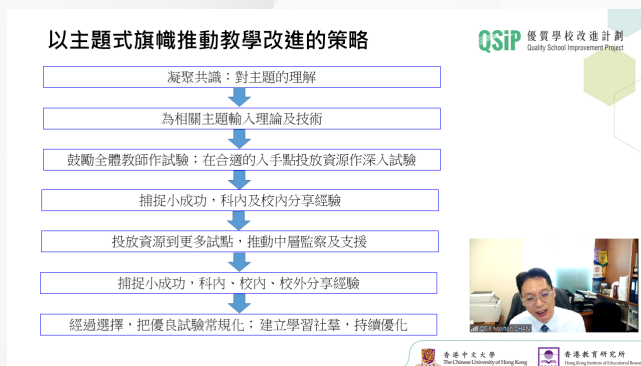 以主題式旗幟推動教學改進的策略
QSIP 優質學校改進計劃
Quality School Improvement Project
凝聚共識：對主題的理解
為相關主題輸入理論及技術
鼓勵全體教師作試驗；在合適的入手點投放資源作深入試驗
捕捉小成功，科內及校內分享經驗
投放資源到更多試點，推動中層監察及支援
捕捉小成功，科內、校內、校外分享經驗
經過選擇，把優良試驗常規化；建立學習社羣，持續優化
QSIP Morton CHAN
香港中文大學
The Chinese University of Hong Kong
香港教育研究所
Hong Kong Institute of Educational